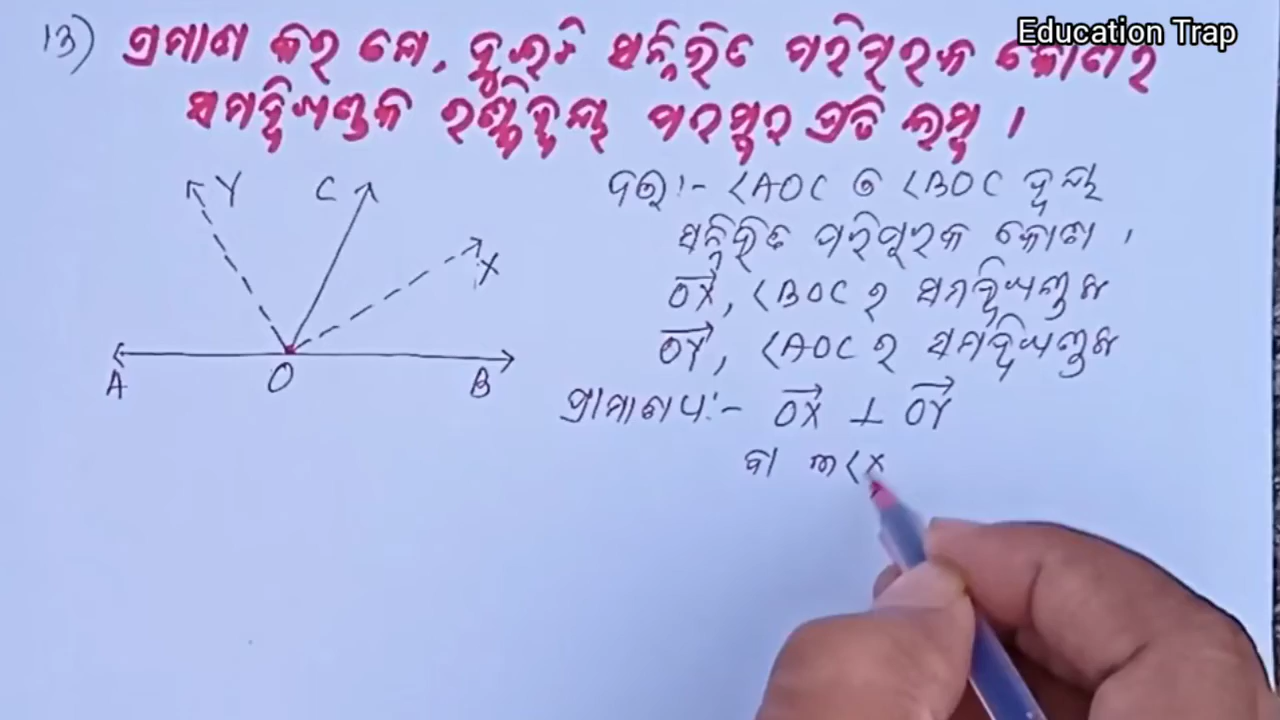 Education Trap
13) ପ୍ରମାଣ କର ଯେ, ଦୁଇଟି ସନ୍ନିହିତ ପରିପୂରକ କୋଣର
ସମଦ୍ୱିଖଣ୍ଡକ ରଶ୍ମିଦ୍ୱୟ ପରସ୍ପର ପ୍ରତି ଲମ୍ବ ।
Y C
X
A O B
ଦତ୍ତ :- <AOC ଓ <BOC ଦ୍ୱୟ
ସନ୍ନିହିତ ପରିପୂରକ କୋଣ ।
OX, <BOC ର ସମଦ୍ୱିଖଣ୍ଡକ
OY, <AOC ର ସମଦ୍ୱିଖଣ୍ଡକ
ପ୍ରାମାଣ୍ୟ :- OX ⊥ OY
ବା m<X